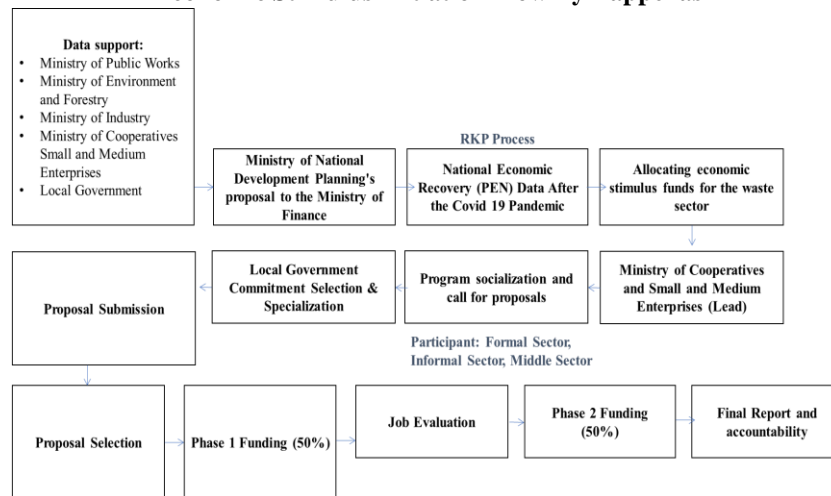 Data support:
• Ministry of Public Works
• Ministry of Environment
and Forestry
• Ministry of Industry
• Ministry of Cooperatives
Small and Medium
Enterprises
• Local Government
RKP Process
Ministry of National
Development Planning's
proposal to the Ministry of
Finance
National Economic
Recovery (PEN) Data After
the Covid 19 Pandemic
Allocating economic
stimulus funds for the waste
sector
Ministry of Cooperatives
and Small and Medium
Enterprises (Lead)
Program socialization and
call for proposals
Local Government
Commitment Selection &
Specialization
Proposal Submission
Participant: Formal Sector,
Informal Sector, Middle Sector
Proposal Selection
Phase 1 Funding (50%)
Job Evaluation
Phase 2 Funding
(50%)
Final Report and
accountability